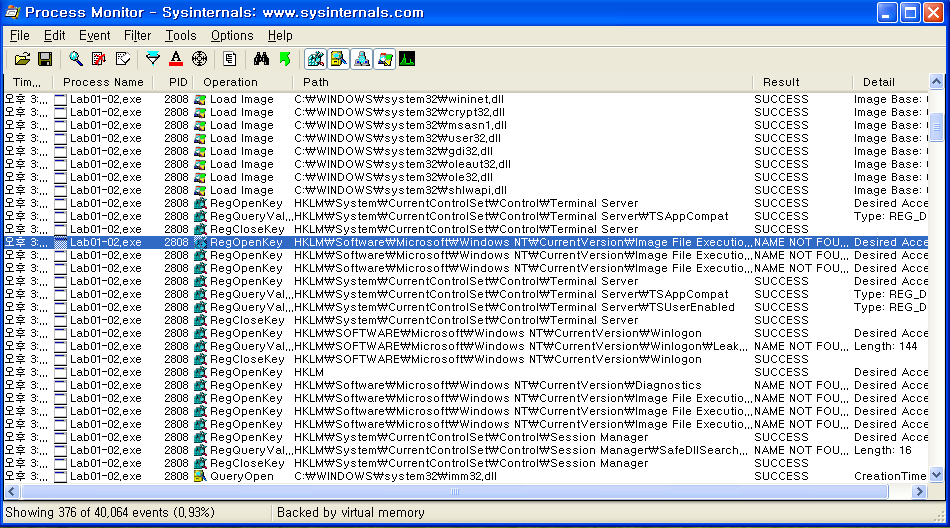 Process Monitor - Sysinternals: www.sysinternals.com
File Edit Event Filter Tools Options Help
Tim... Process Name PID Operation Path Result Detail
오후 3:... Lab01-02,exe 2808 Load Image C:₩WINDOWS₩system32₩wininet,dll SUCCESS Image Base:
오후 3:... Lab01-02,exe 2808 Load Image C:₩WINDOWS₩system32₩crypt32,dll SUCCESS Image Base:
오후 3:... Lab01-02,exe 2808 Load Image C:₩WINDOWS₩system32₩msasn1,dll SUCCESS Image Base:
오후 3:... Lab01-02,exe 2808 Load Image C:₩WINDOWS₩system32₩user32,dll SUCCESS Image Base:
오후 3:... Lab01-02,exe 2808 Load Image C:₩WINDOWS₩system32₩gdi32,dll SUCCESS Image Base:
오후 3:... Lab01-02,exe 2808 Load Image C:₩WINDOWS₩system32₩oleaut32,dll SUCCESS Image Base:
오후 3:... Lab01-02,exe 2808 Load Image C:₩WINDOWS₩system32₩ole32,dll SUCCESS Image Base:
오후 3:... Lab01-02,exe 2808 Load Image C:₩WINDOWS₩system32₩shlwapi,dll SUCCESS Image Base:
오후 3:... Lab01-02,exe 2808 RegOpenKey HKLM₩System₩CurrentControlSet₩Control₩Terminal Server SUCCESS Desired Acce
오후 3:... Lab01-02,exe 2808 RegQueryVal... HKLM₩System₩CurrentControlSet₩Control₩Terminal Server₩TSAppCompat SUCCESS Type: REG_D
오후 3:... Lab01-02,exe 2808 RegCloseKey HKLM₩System₩CurrentControlSet₩Control₩Terminal Server SUCCESS
오후 3:... Lab01-02,exe 2808 RegOpenKey HKLM₩Software₩Microsoft₩Windows NT₩CurrentVersion₩Image File Executio... NAME NOT FOU... Desired Acce
오후 3:... Lab01-02,exe 2808 RegOpenKey HKLM₩Software₩Microsoft₩Windows NT₩CurrentVersion₩Image File Executio... NAME NOT FOU... Desired Acce
오후 3:... Lab01-02,exe 2808 RegOpenKey HKLM₩Software₩Microsoft₩Windows NT₩CurrentVersion₩Image File Executio... NAME NOT FOU... Desired Acce
오후 3:... Lab01-02,exe 2808 RegOpenKey HKLM₩System₩CurrentControlSet₩Control₩Terminal Server SUCCESS Desired Acce
오후 3:... Lab01-02,exe 2808 RegQueryVal... HKLM₩System₩CurrentControlSet₩Control₩Terminal Server₩TSAppCompat SUCCESS Type: REG_D
오후 3:... Lab01-02,exe 2808 RegQueryVal... HKLM₩System₩CurrentControlSet₩Control₩Terminal Server₩TSUserEnabled SUCCESS Type: REG_D
오후 3:... Lab01-02,exe 2808 RegCloseKey HKLM₩System₩CurrentControlSet₩Control₩Terminal Server SUCCESS
오후 3:... Lab01-02,exe 2808 RegOpenKey HKLM₩SOFTWARE₩Microsoft₩Windows NT₩CurrentVersion₩Winlogon SUCCESS Desired Acce
오후 3:... Lab01-02,exe 2808 RegQueryVal... HKLM₩SOFTWARE₩Microsoft₩Windows NT₩CurrentVersion₩Winlogon₩Leak... NAME NOT FOU... Length: 144
오후 3:... Lab01-02,exe 2808 RegCloseKey HKLM₩SOFTWARE₩Microsoft₩Windows NT₩CurrentVersion₩Winlogon SUCCESS
오후 3:... Lab01-02,exe 2808 RegOpenKey HKLM SUCCESS Desired Acce
오후 3:... Lab01-02,exe 2808 RegOpenKey HKLM₩Software₩Microsoft₩Windows NT₩CurrentVersion₩Diagnostics NAME NOT FOU... Desired Acce
오후 3:... Lab01-02,exe 2808 RegOpenKey HKLM₩Software₩Microsoft₩Windows NT₩CurrentVersion₩Image File Executio... NAME NOT FOU... Desired Acce
오후 3:... Lab01-02,exe 2808 RegOpenKey HKLM₩Software₩Microsoft₩Windows NT₩CurrentVersion₩Image File Executio... NAME NOT FOU... Desired Acce
오후 3:... Lab01-02,exe 2808 RegOpenKey HKLM₩Software₩Microsoft₩Windows NT₩CurrentVersion₩Image File Executio... NAME NOT FOU... Desired Acce
오후 3:... Lab01-02,exe 2808 RegOpenKey HKLM₩System₩CurrentControlSet₩Control₩Session Manager SUCCESS Desired Acce
오후 3:... Lab01-02,exe 2808 RegQueryVal... HKLM₩System₩CurrentControlSet₩Control₩Session Manager₩SafeDllSearch... NAME NOT FOU... Length: 16
오후 3:... Lab01-02,exe 2808 RegCloseKey HKLM₩System₩CurrentControlSet₩Control₩Session Manager SUCCESS
오후 3:... Lab01-02,exe 2808 QueryOpen C:₩WINDOWS₩system32₩imm32,dll SUCCESS CreationTime
Showing 376 of 40,064 events (0,93%) Backed by virtual memory